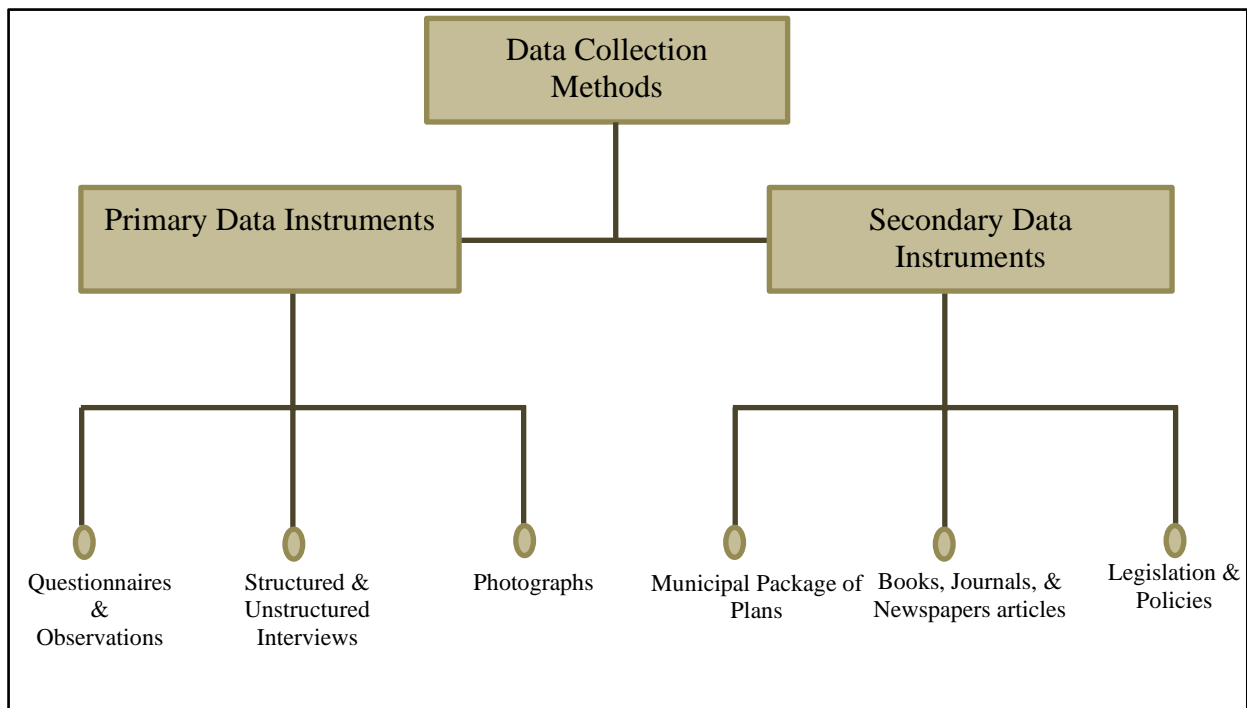 Data Collection
Methods
Primary Data Instruments
Secondary Data
Instruments
Questionnaires
&
Observations
Structured &
Unstructured
Interviews
Photographs
Municipal Package of
Plans
Books, Journals, &
Newspapers articles
Legislation &
Policies